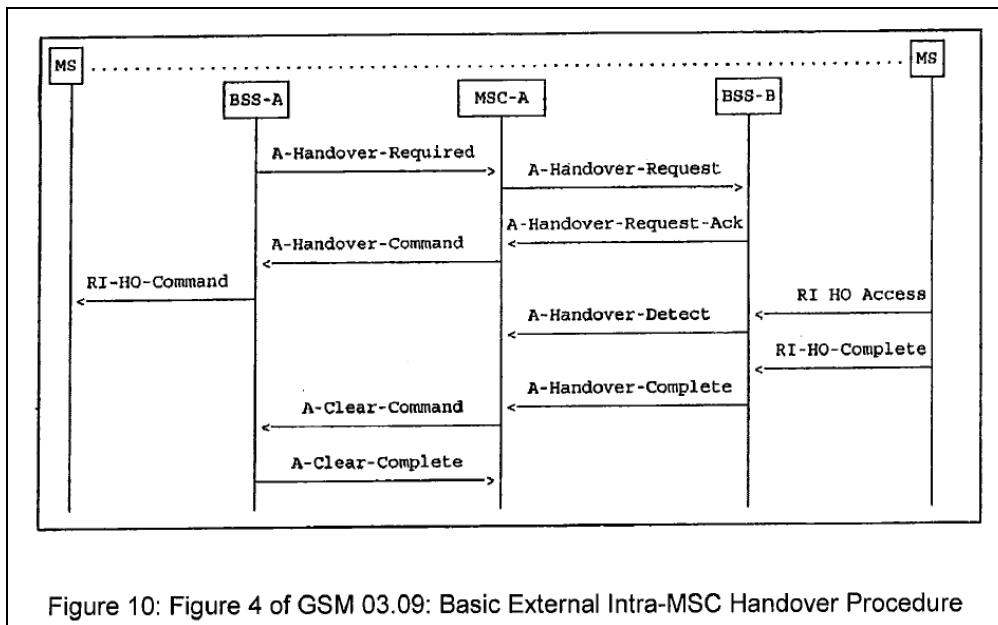 MS MS
BSS-A MSC-A BSS-B
A-Handover-Required
A-Handover-Request
A-Handover-Request-Ack
A-Handover-Command
RI-HO-Command
RI HO Access
A-Handover-Detect
RI-HO-Complete
A-Handover-Complete
A-Clear-Command
A-Clear-Complete
Figure 10: Figure 4 of GSM 03.09: Basic External Intra-MSC Handover Procedure